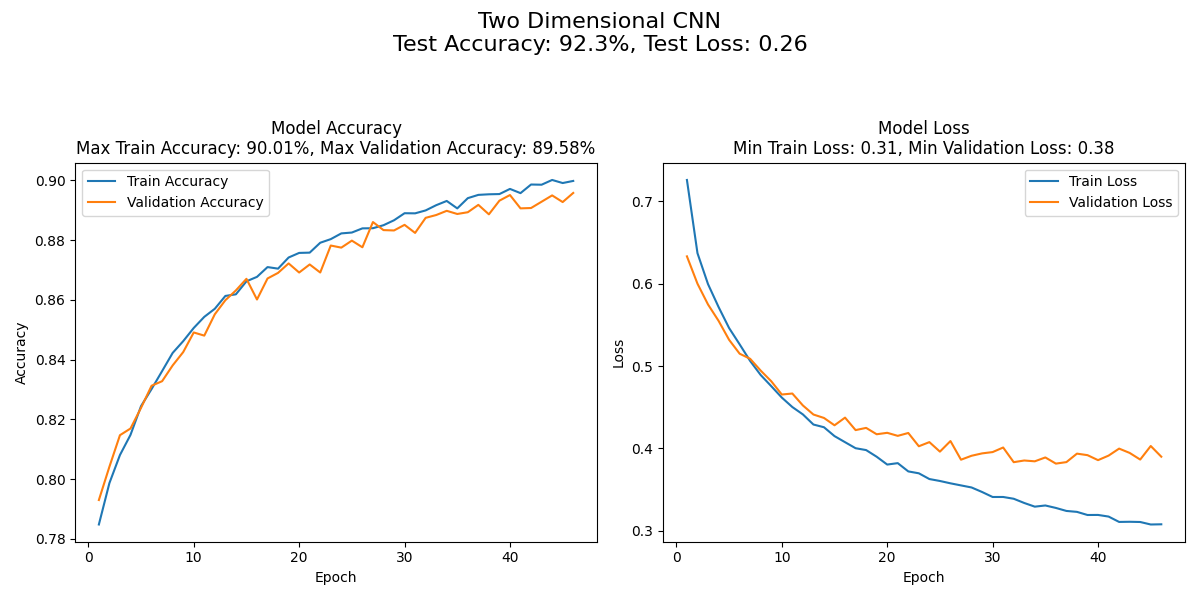 Two Dimensional CNN
Test Accuracy: 92.3%, Test Loss: 0.26
Model Accuracy
Max Train Accuracy: 90.01%, Max Validation Accuracy: 89.58%
Train Accuracy
Validation Accuracy
0.90
0.88
0.86
0.84
0.82
0.80
0.78
Accuracy
0
10
20
30
40
Epoch
Model Loss
Min Train Loss: 0.31, Min Validation Loss: 0.38
Train Loss
Validation Loss
0.7
0.6
0.5
0.4
0.3
Loss
0
10
20
30
40
Epoch